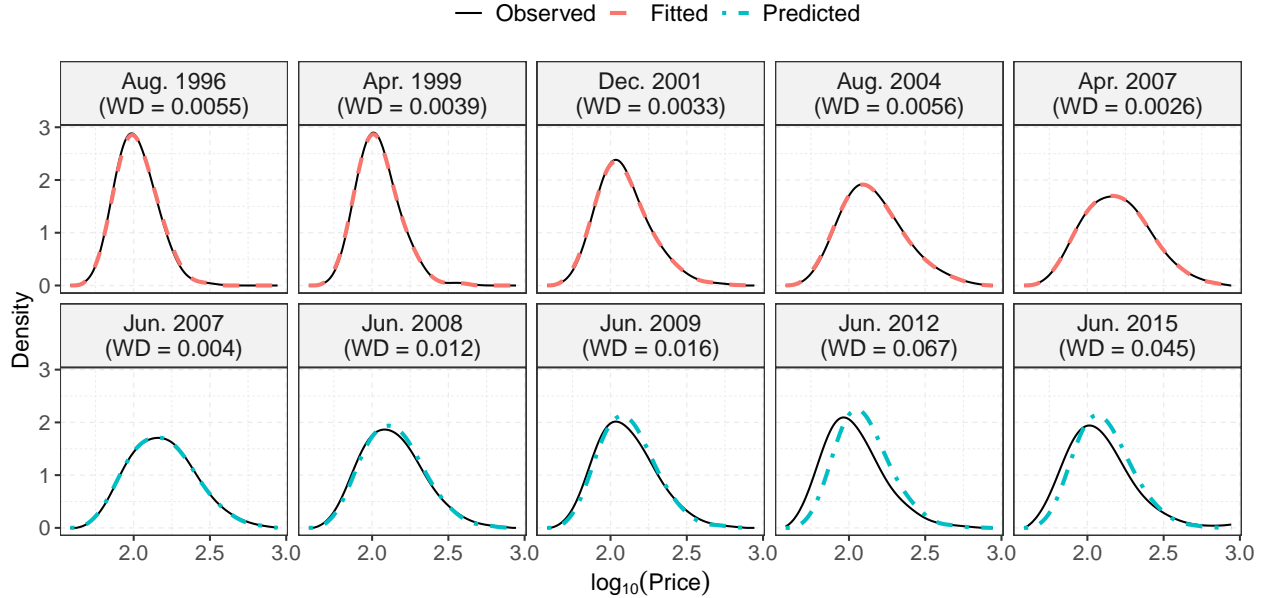 Observed Fitted Predicted
Aug. 1996
(WD = 0.0055)
Apr. 1999
(WD = 0.0039)
Dec. 2001
(WD = 0.0033)
Aug. 2004
(WD = 0.0056)
Apr. 2007
(WD = 0.0026)
3
2
1
0
Density
Jun. 2007
(WD = 0.004)
Jun. 2008
(WD = 0.012)
Jun. 2009
(WD = 0.016)
Jun. 2012
(WD = 0.067)
Jun. 2015
(WD = 0.045)
3
2
1
0
2.0 2.5 3.0 2.0 2.5 3.0 2.0 2.5 3.0 2.0 2.5 3.0 2.0 2.5 3.0
log₁₀(Price)